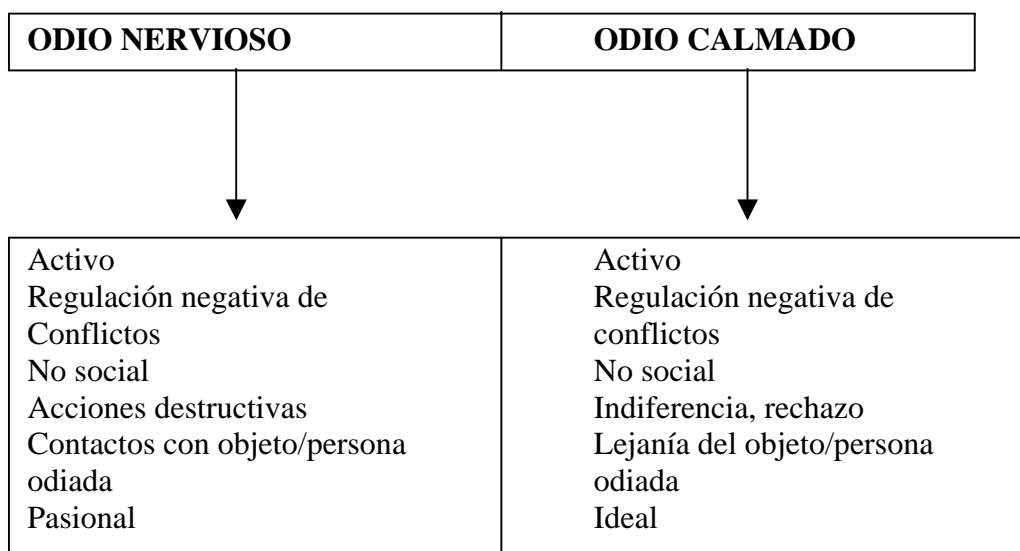 ODIO NERVIOSO
ODIO CALMADO
Activo
Regulación negativa de
Conflictos
No social
Acciones destructivas
Contactos con objeto/persona
odiada
Pasional
Activo
Regulación negativa de
conflictos
No social
Indiferencia, rechazo
Lejanía del objeto/persona
odiada
Ideal